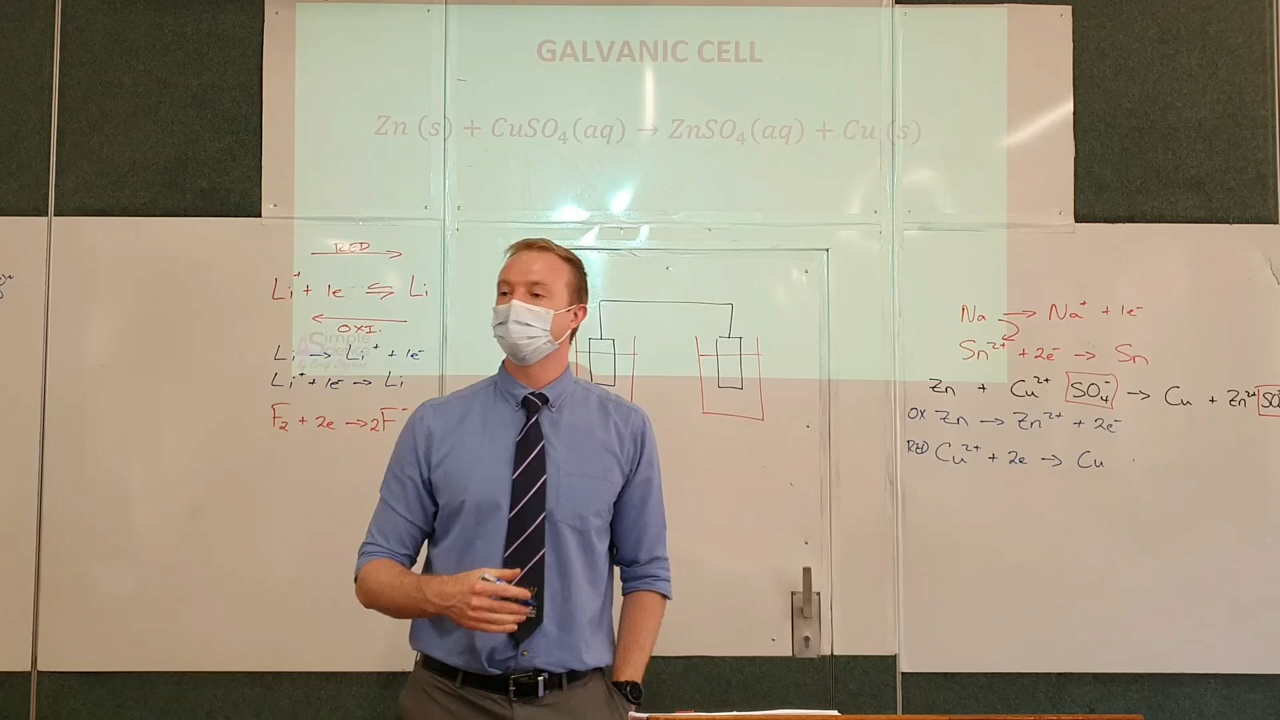 GALVANIC CELL
Zn (s) + CuSO₄(aq) → ZnSO₄(aq) + Cu (s)
RED
Li⁺ + 1e ⇌ Li
OXI.
Simple
Li → Li⁺ + 1e⁻
Li⁺ + 1e⁻ → Li
F₂ + 2e → 2F⁻
Na → Na⁺ + 1e⁻
Sn²⁺ + 2e⁻ → Sn
Zn + Cu²⁺ SO₄⁻ → Cu + Zn²⁺ SO
OX Zn → Zn²⁺ + 2e⁻
RED Cu²⁺ + 2e → Cu